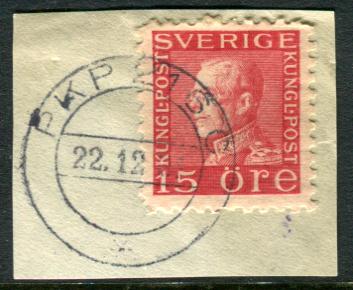 SVERIGE
KUNGL·POST
KUNGL·POST
15 ÖRE
PKP
22.12